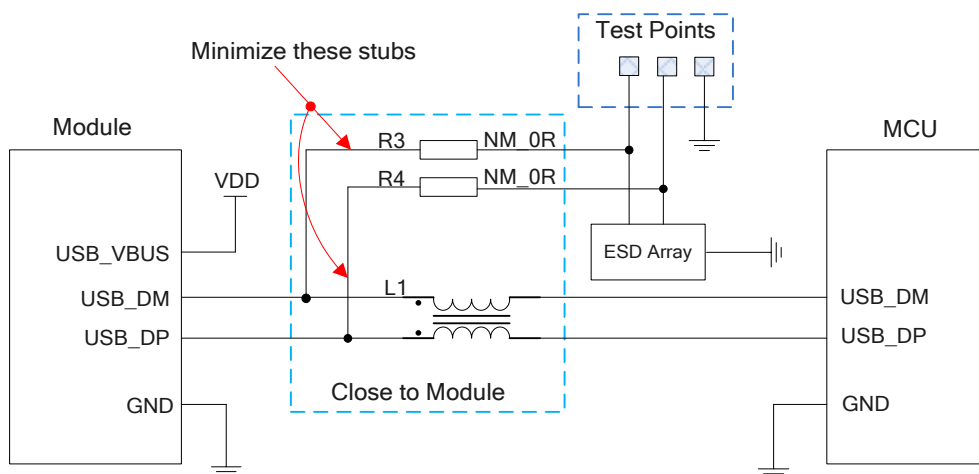 Test Points
Minimize these stubs
Module
MCU
R3
NM_0R
VDD
R4
NM_0R
USB_VBUS
ESD Array
USB_DM
L1
USB_DM
USB_DP
USB_DP
Close to Module
GND
GND